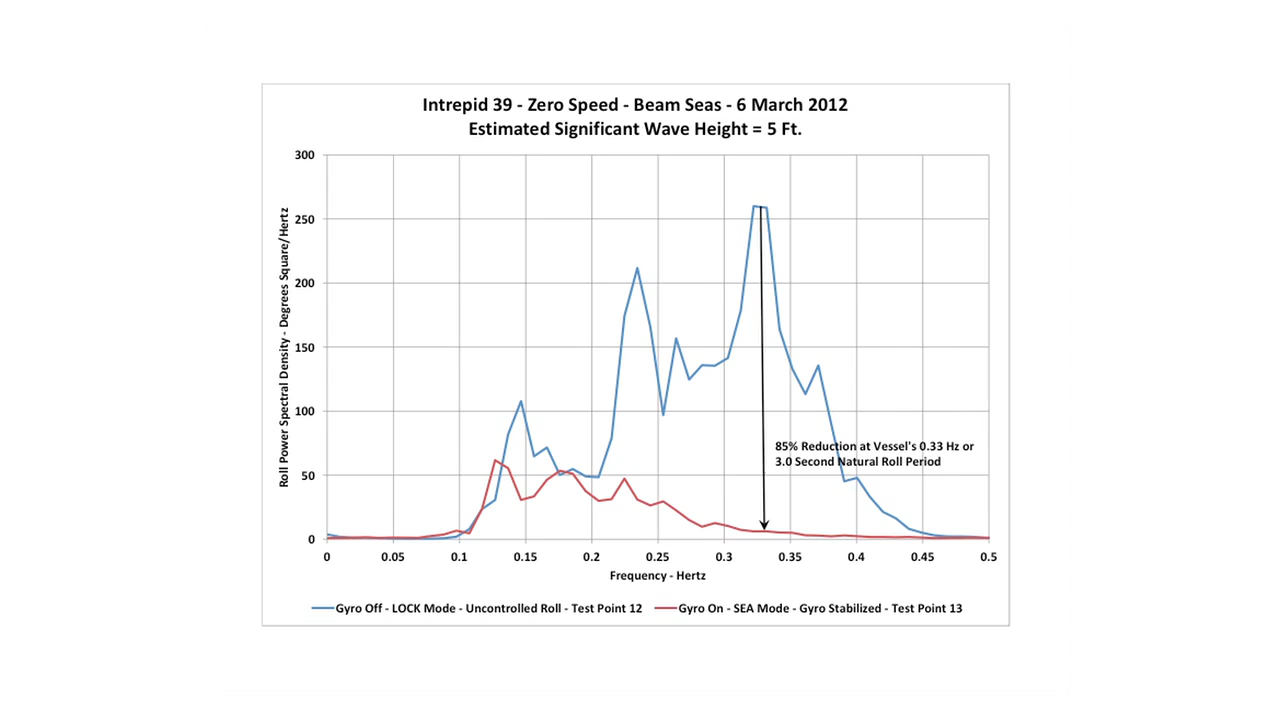 Intrepid 39 - Zero Speed - Beam Seas - 6 March 2012
Estimated Significant Wave Height = 5 Ft.
Roll Power Spectral Density - Degrees Square/Hertz
300
250
200
150
100
50
0
85% Reduction at Vessel's 0.33 Hz or
3.0 Second Natural Roll Period
0 0.05 0.1 0.15 0.2 0.25 0.3 0.35 0.4 0.45 0.5
Frequency - Hertz
Gyro Off - LOCK Mode - Uncontrolled Roll - Test Point 12 Gyro On - SEA Mode - Gyro Stabilized - Test Point 13